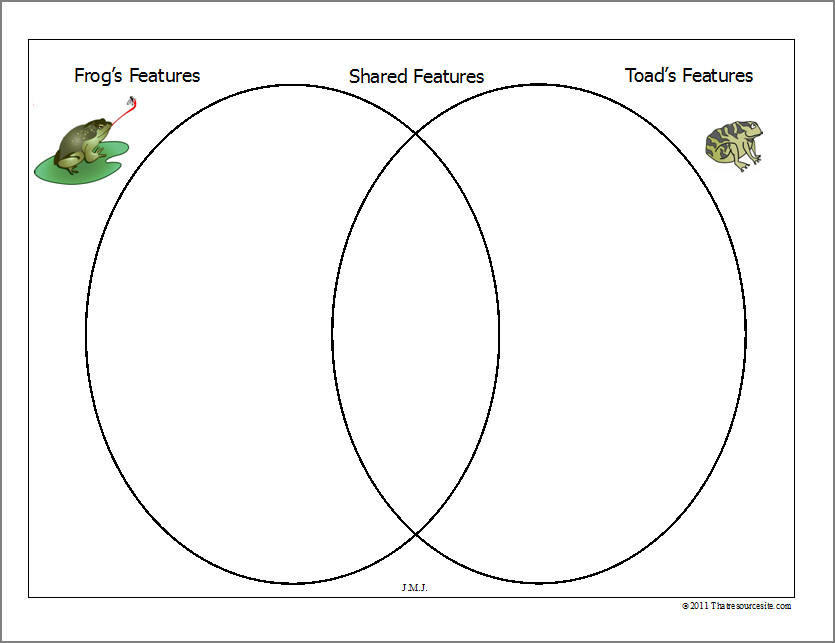 Frog's Features
Shared Features
Toad's Features
J.M.J.
© 2011 Thatresourcesite.com